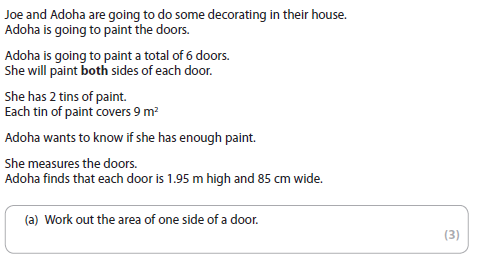 Joe and Adoha are going to do some decorating in their house.
Adoha is going to paint the doors.
Adoha is going to paint a total of 6 doors.
She will paint both sides of each door.
She has 2 tins of paint.
Each tin of paint covers 9 m²
Adoha wants to know if she has enough paint.
She measures the doors.
Adoha finds that each door is 1.95 m high and 85 cm wide.
(a) Work out the area of one side of a door.
(3)